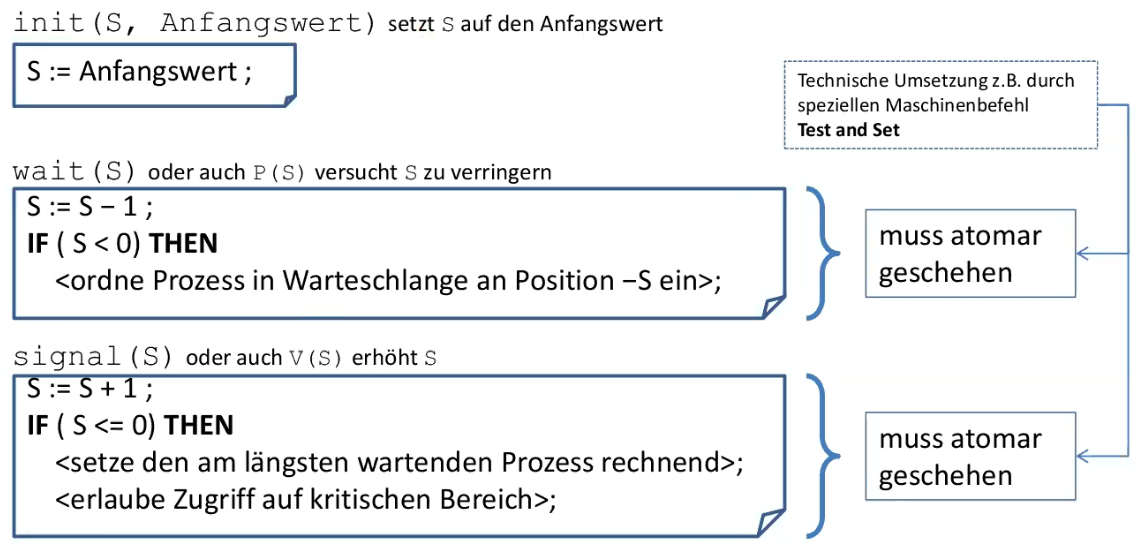 init(S, Anfangswert) setzt S auf den Anfangswert
S := Anfangswert ;
Technische Umsetzung z.B. durch
speziellen Maschinenbefehl
Test and Set
wait(S) oder auch P(S) versucht S zu verringern
S := S − 1 ;
IF ( S < 0) THEN
<ordne Prozess in Warteschlange an Position −S ein>;
muss atomar
geschehen
signal(S) oder auch V(S) erhöht S
S := S + 1 ;
IF ( S <= 0) THEN
<setze den am längsten wartenden Prozess rechnend>;
<erlaube Zugriff auf kritischen Bereich>;
muss atomar
geschehen